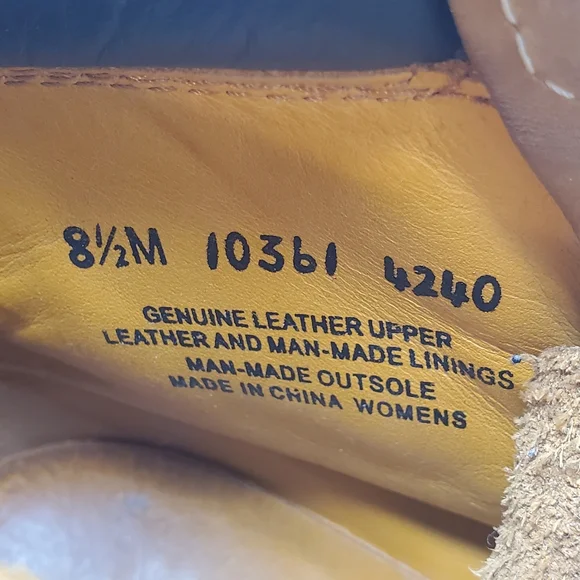 8½M 10361 4240
GENUINE LEATHER UPPER
LEATHER AND MAN-MADE LININGS
MAN-MADE OUTSOLE
MADE IN CHINA WOMENS